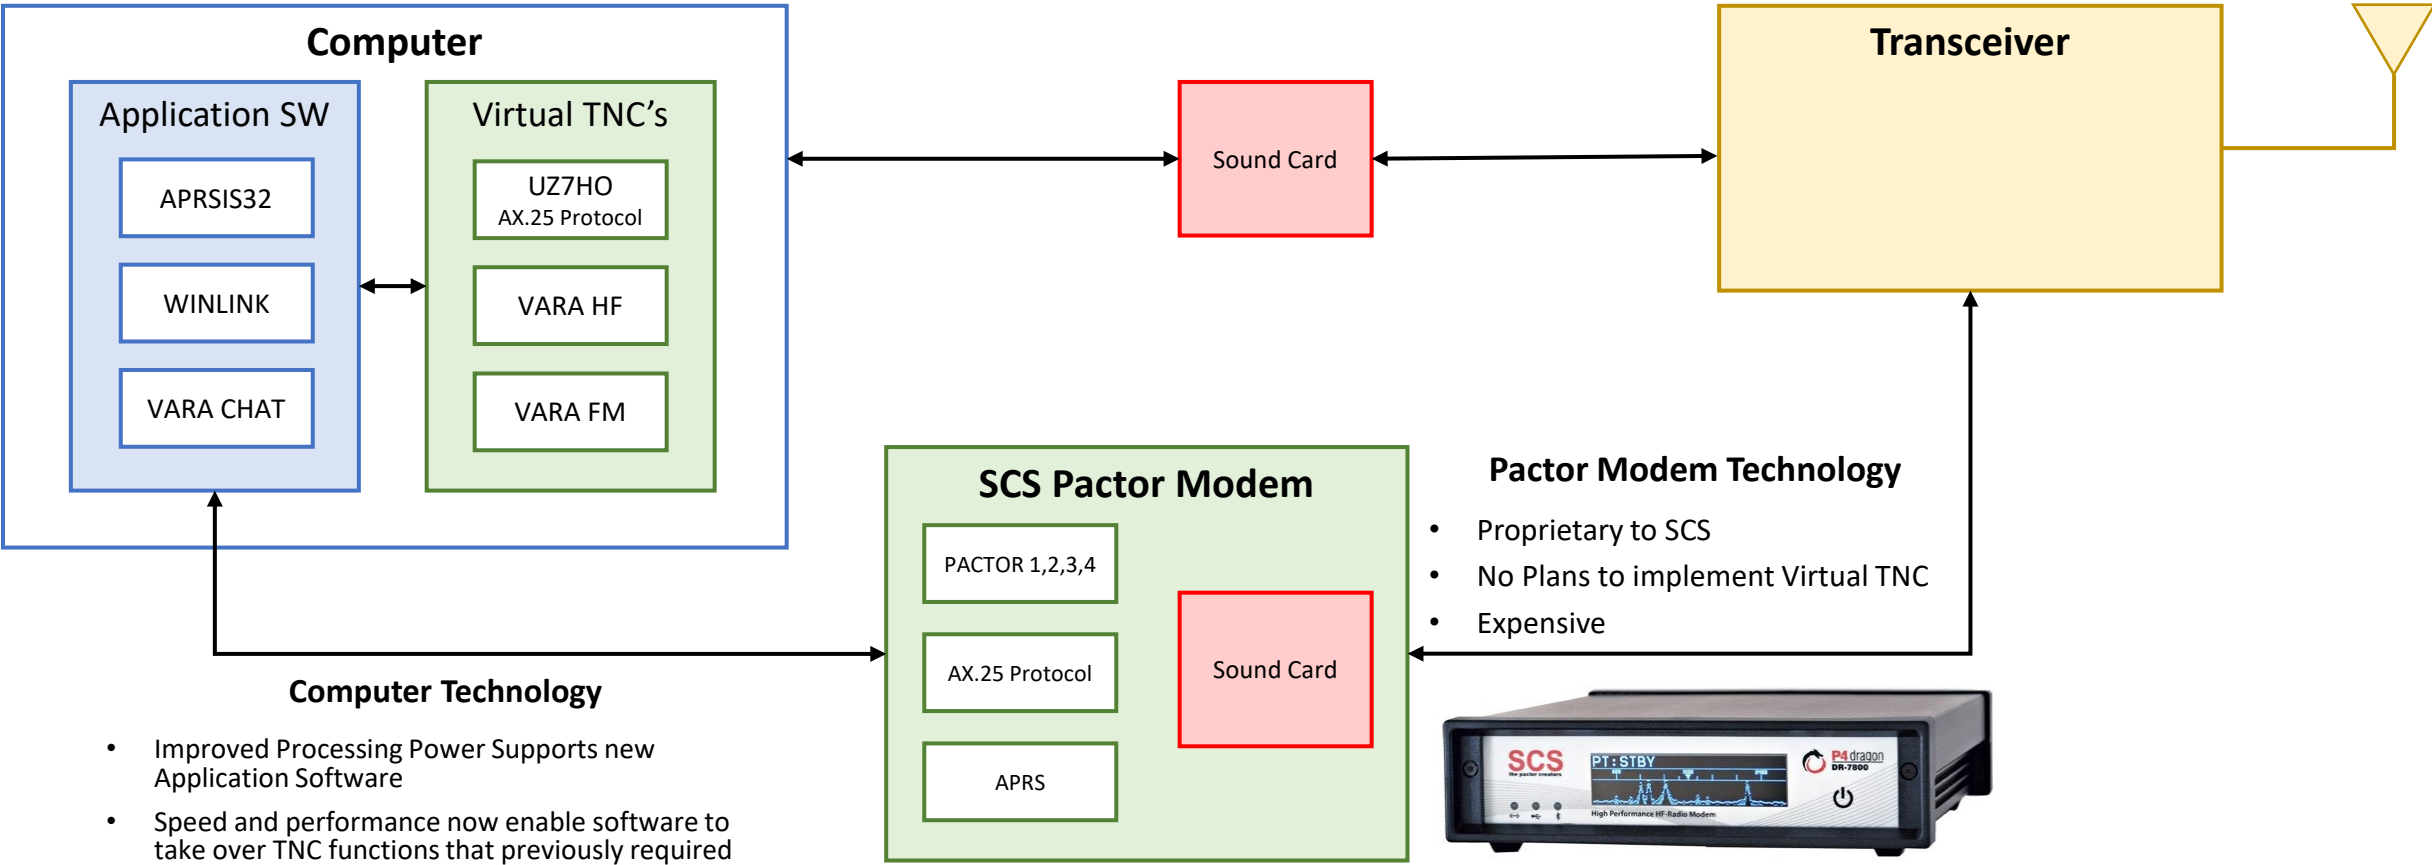 Computer
Application SW
APRSIS32
WINLINK
VARA CHAT
Virtual TNC's
UZ7HO
AX.25 Protocol
VARA HF
VARA FM
Sound Card
Transceiver
SCS Pactor Modem
PACTOR 1,2,3,4
AX.25 Protocol
APRS
Sound Card
Pactor Modem Technology
• Proprietary to SCS
• No Plans to implement Virtual TNC
• Expensive
Computer Technology
• Improved Processing Power Supports new
Application Software
• Speed and performance now enable software to
take over TNC functions that previously required
SCS
the pactor creators
PT:STBY
P4dragon
DR-7800
High Performance HF-Radio Modem